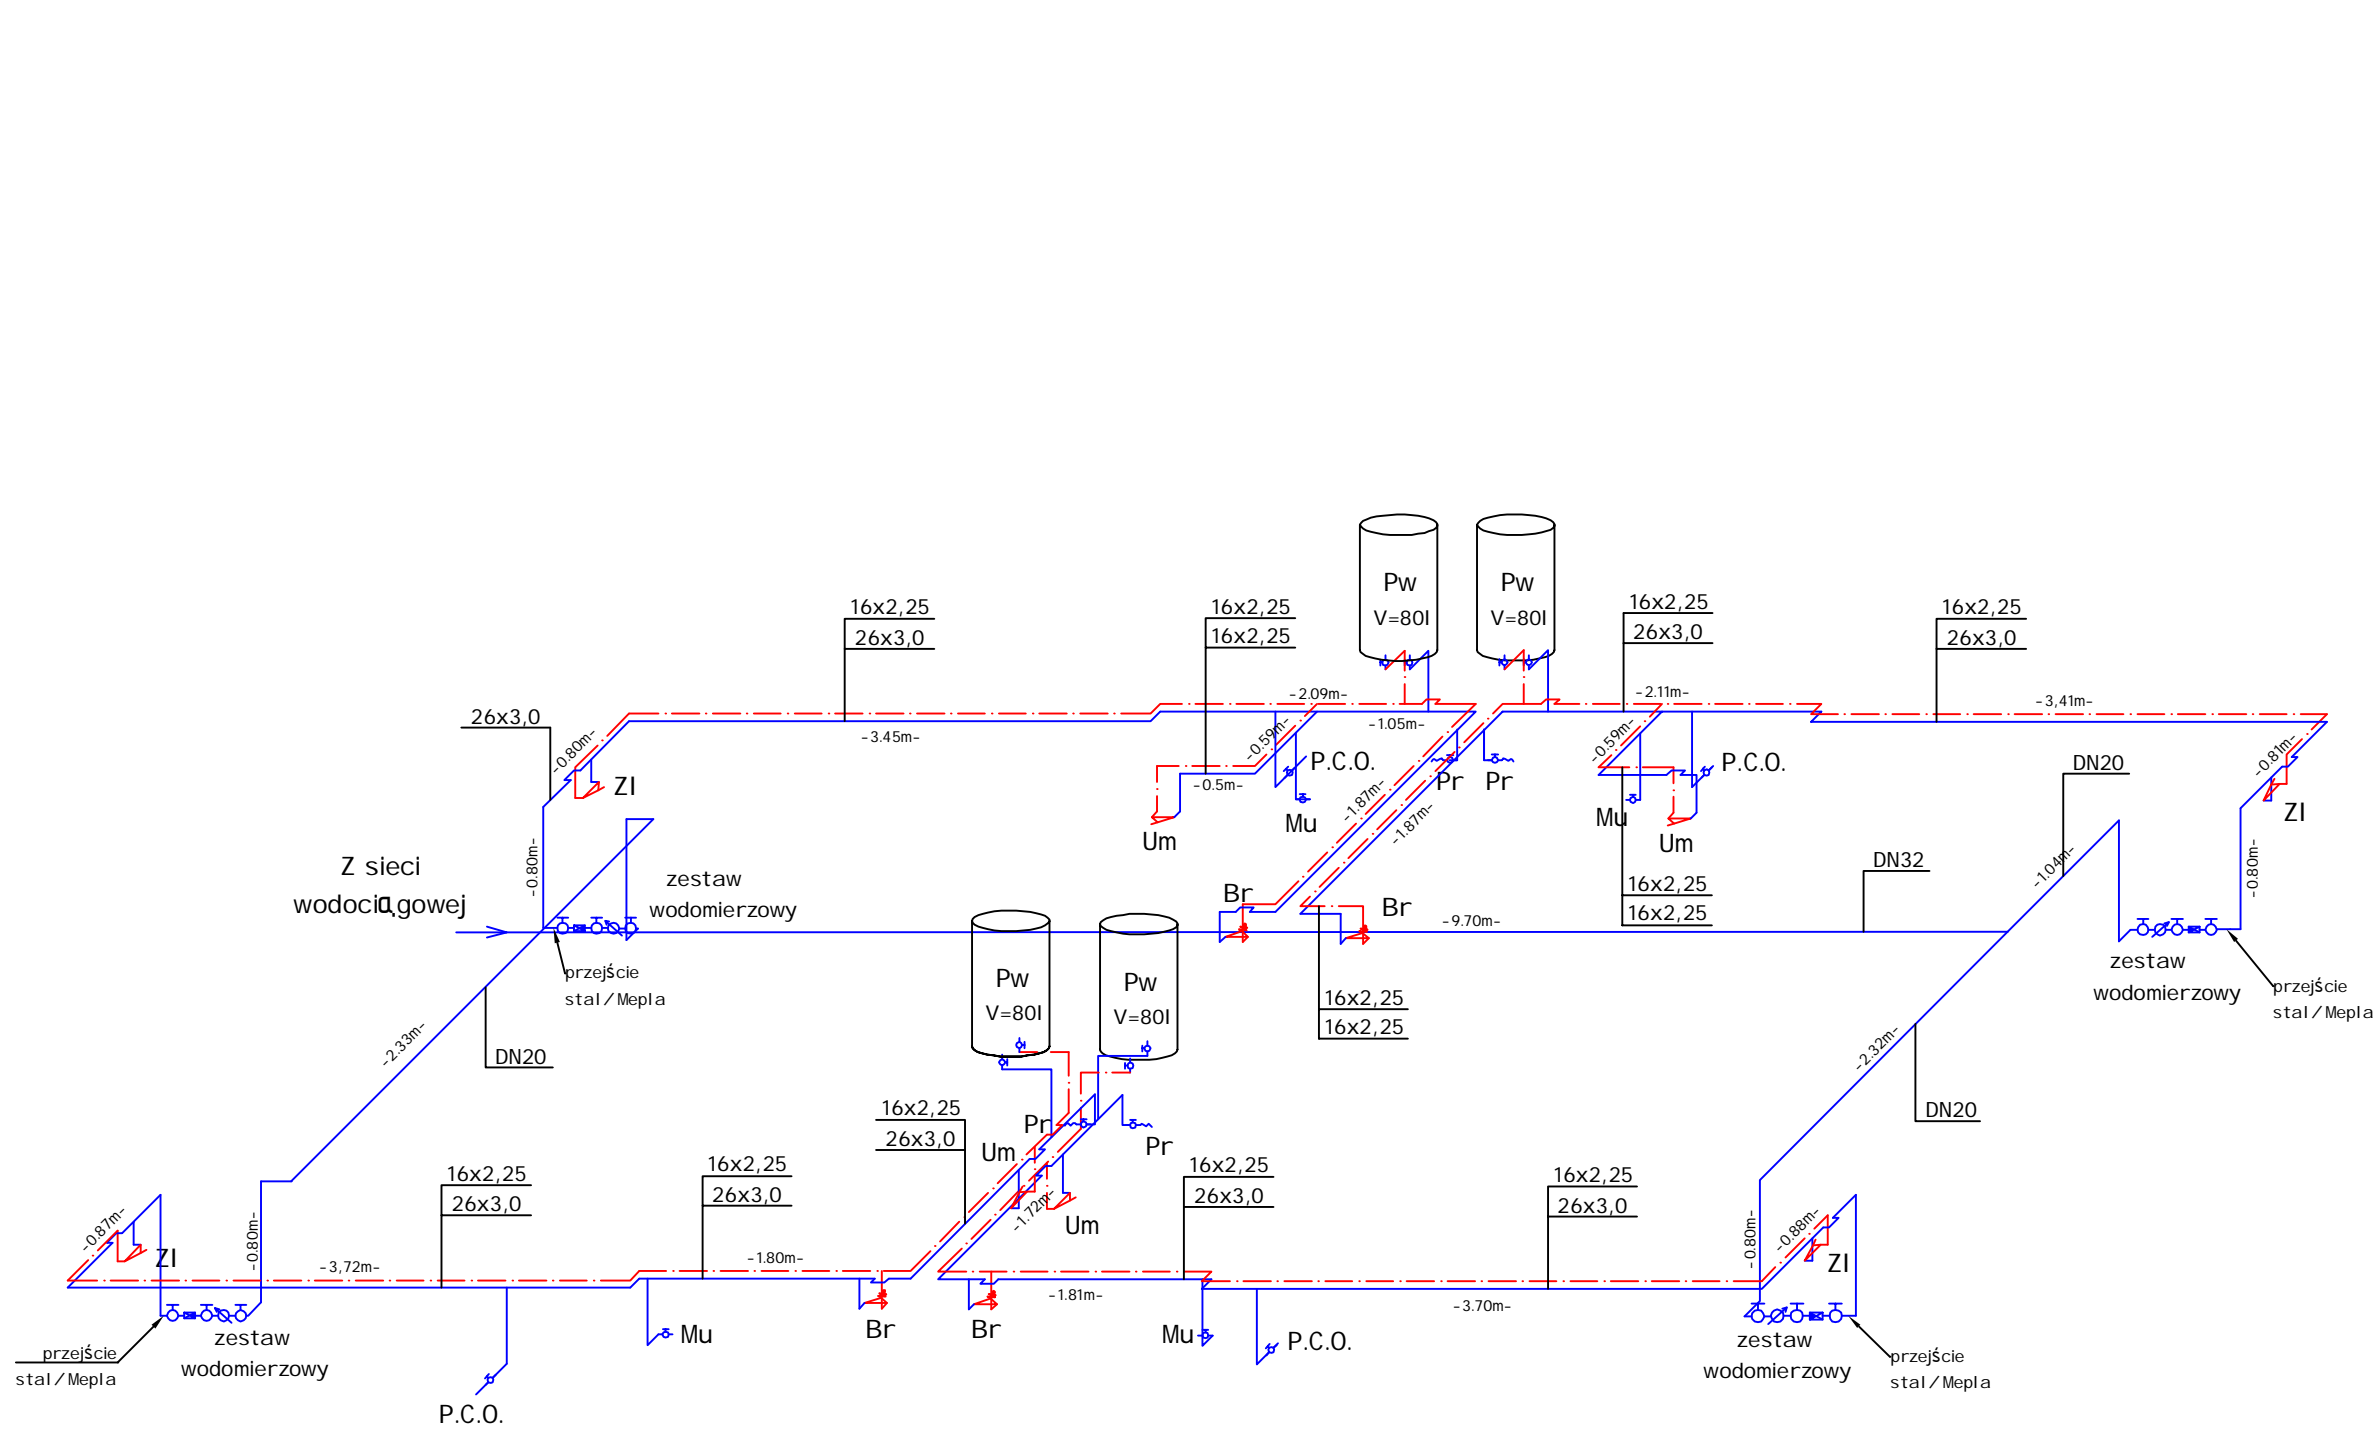 Pw
V=80l
Pw
V=80l
16x2,25
26x3,0
16x2,25
16x2,25
16x2,25
26x3,0
16x2,25
26x3,0
26x3,0
-0.80m-
-3.45m-
-2.09m-
-1.05m-
-0.59m-
-0.5m-
P.C.O.
Mu
Um
Zl
-2.11m-
-0.59m-
P.C.O.
Mu
Um
-3,41m-
-0.81m-
Zl
DN20
Pr
Pr
-1.87m-
-1.87m-
-0.80m-
Z sieci
wodociągowej
zestaw
wodomierzowy
przejście
stal/Mepla
Br
Br
-9.70m-
16x2,25
16x2,25
DN32
-1.04m-
-0.80m-
zestaw
wodomierzowy
przejście
stal/Mepla
Pw
V=80l
Pw
V=80l
16x2,25
16x2,25
-2.33m-
DN20
-2.32m-
DN20
16x2,25
26x3,0
Pr
Pr
Um
Um
-1.72m-
16x2,25
26x3,0
16x2,25
26x3,0
16x2,25
26x3,0
16x2,25
26x3,0
-0.87m-
Zl
-0.80m-
-3,72m-
-1.80m-
-1.81m-
-3.70m-
-0.80m-
-0.88m-
Zl
przejście
stal/Mepla
zestaw
wodomierzowy
P.C.O.
Mu
Br
Br
Mu
P.C.O.
zestaw
wodomierzowy
przejście
stal/Mepla